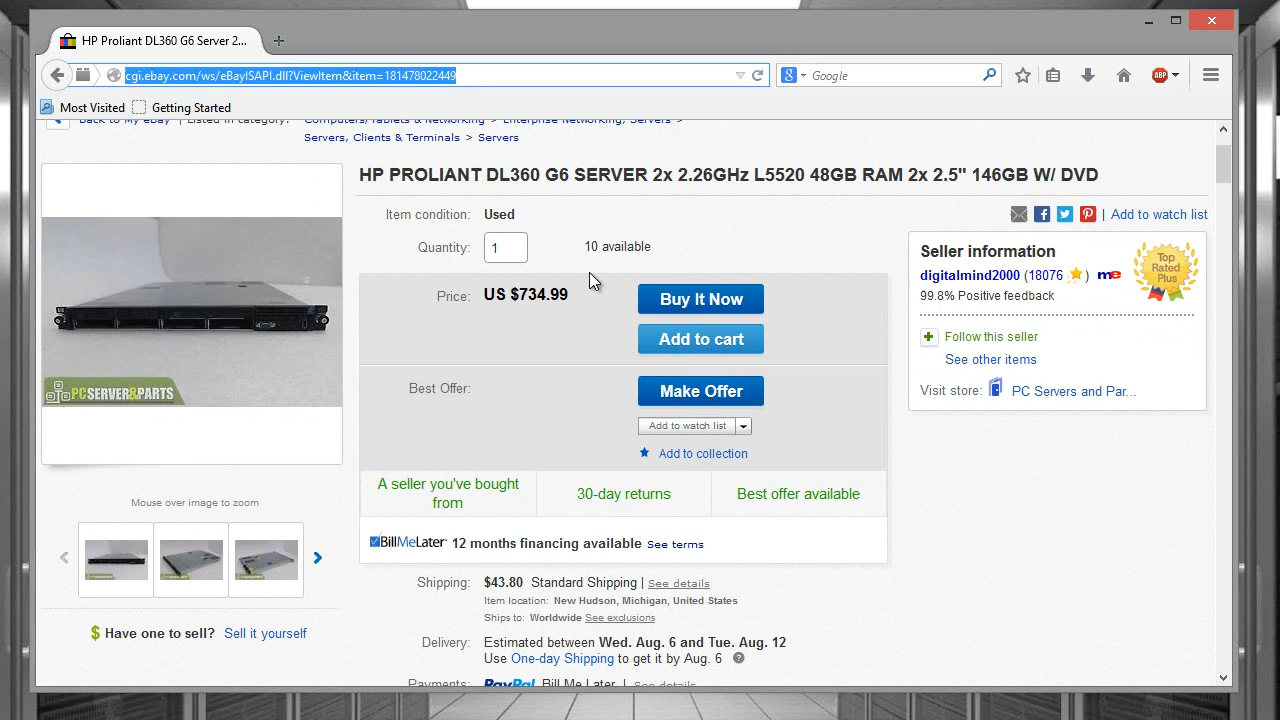 HP Proliant DL360 G6 Server 2...
cgi.ebay.com/ws/eBayISAPI.dll?ViewItem&item=181478022449
Google
ABP
Most Visited
Getting Started
Back to My eBay | Listed in category: Computers/Tablets & Networking > Enterprise Networking, Servers >
Servers, Clients & Terminals > Servers
HP PROLIANT DL360 G6 SERVER 2x 2.26GHz L5520 48GB RAM 2x 2.5" 146GB W/ DVD
Item condition: Used
| Add to watch list
Quantity: 1 10 available
Price: US $734.99
Buy It Now
Add to cart
Best Offer:
Make Offer
Add to watch list
Add to collection
A seller you've bought from
30-day returns
Best offer available
BillMeLater 12 months financing available See terms
Shipping: $43.80 Standard Shipping | See details
Item location: New Hudson, Michigan, United States
Ships to: Worldwide See exclusions
Delivery: Estimated between Wed. Aug. 6 and Tue. Aug. 12
Use One-day Shipping to get it by Aug. 6
Payments: PayPal Bill Me Later | See details
Seller information
digitalmind2000 (18076 ) me
99.8% Positive feedback
Top Rated Plus
Follow this seller
See other items
Visit store: PC Servers and Par...
PCSERVER&PARTS
Mouse over image to zoom
$ Have one to sell? Sell it yourself